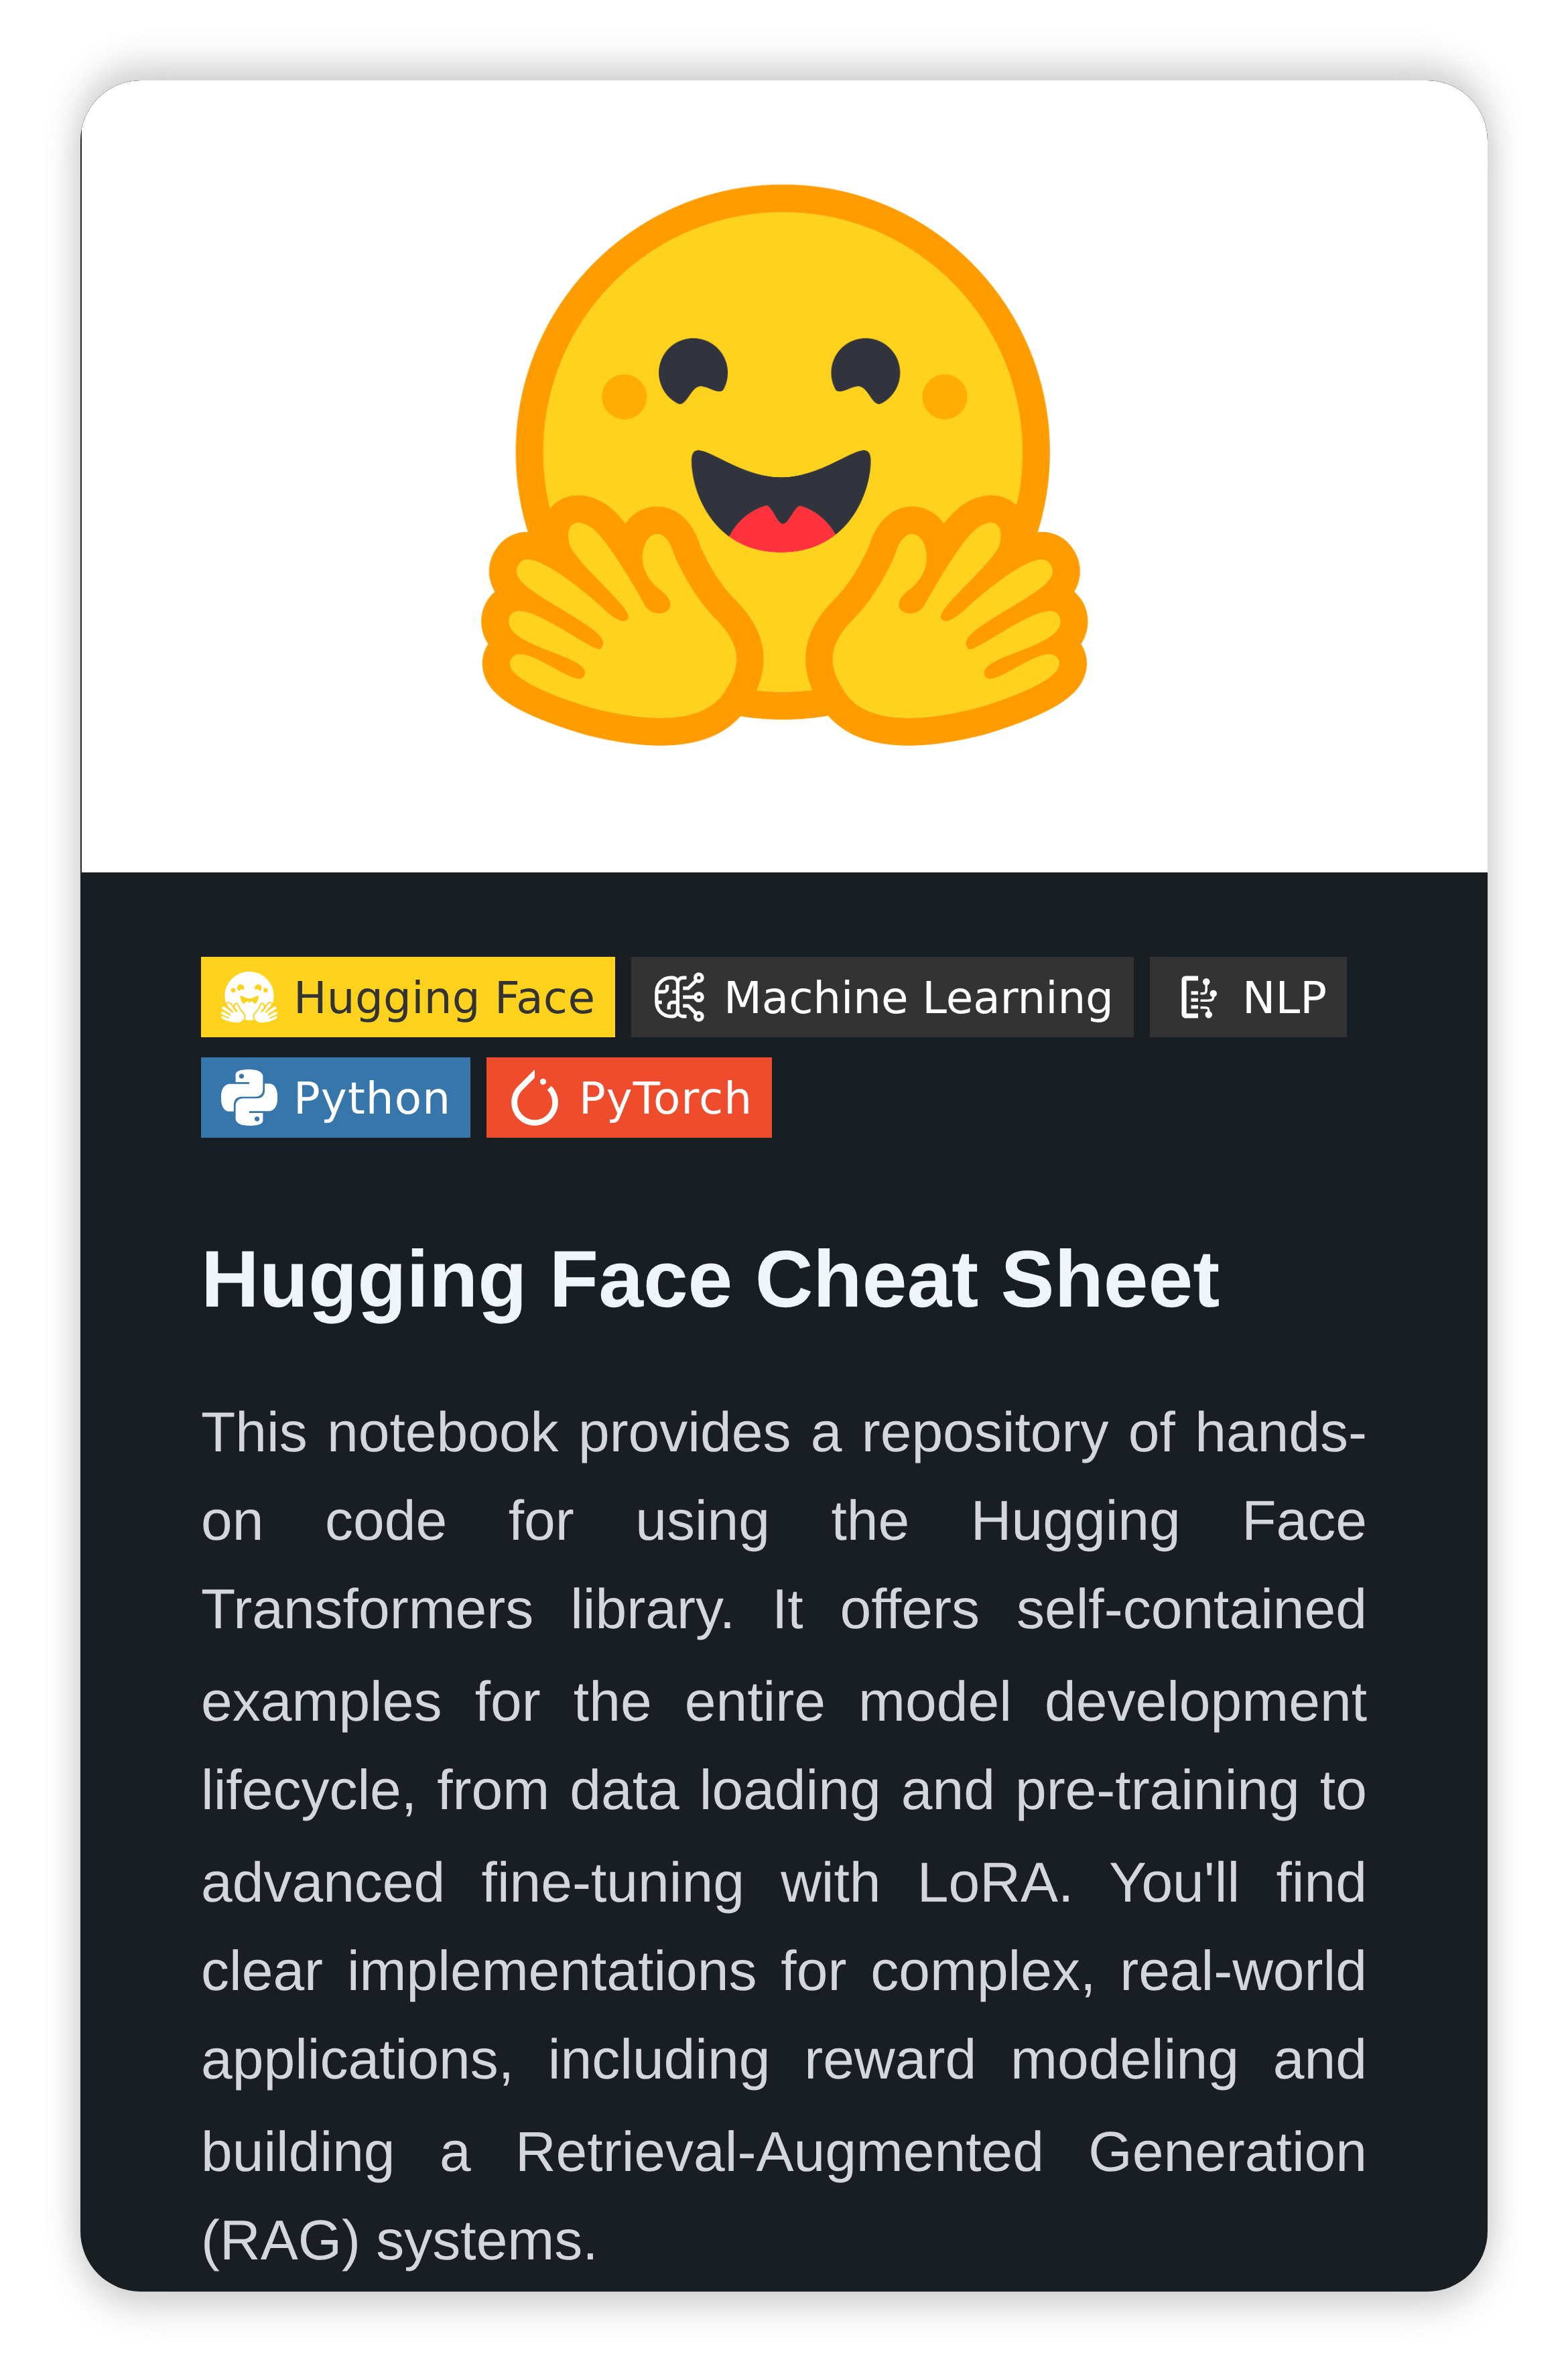 Hugging Face
Machine Learning
NLP
Python
PyTorch
Hugging Face Cheat Sheet
This notebook provides a repository of hands-
on code for using the Hugging Face
Transformers library. It offers self-contained
examples for the entire model development
lifecycle, from data loading and pre-training to
advanced fine-tuning with LoRA. You'll find
clear implementations for complex, real-world
applications, including reward modeling and
building a Retrieval-Augmented Generation
(RAG) systems.